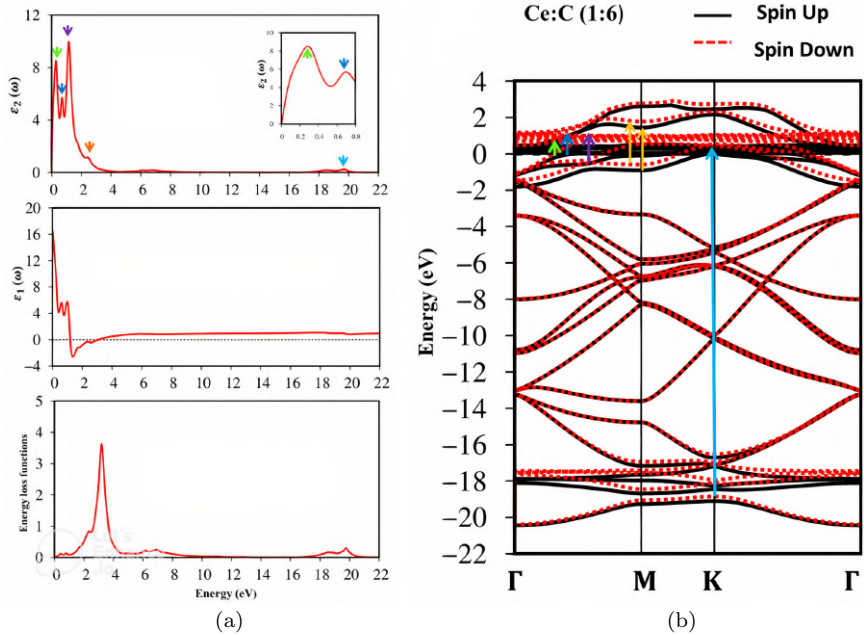 12
8
4
0
ε₂ (ω)
0 2 4 6 8 10 12 14 16 18 20 22
10
8
6
4
2
0
ε₂ (ω)
0 0.2 0.4 0.6 0.8
20
16
12
8
4
0
−4
ε₁ (ω)
0 2 4 6 8 10 12 14 16 18 20 22
5
4
3
2
1
0
Energy loss functions
0 2 4 6 8 10 12 14 16 18 20 22
Energy (eV)
(a)
Ce:C (1:6)
Spin Up
Spin Down
4
2
0
−2
−4
−6
−8
−10
−12
−14
−16
−18
−20
−22
Energy (eV)
Γ M K Γ
(b)